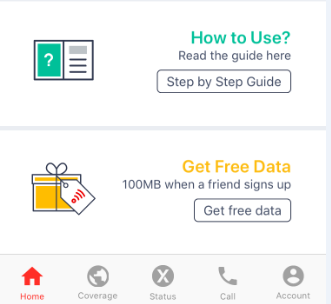 How to Use?
Read the guide here
Step by Step Guide
?
Get Free Data
100MB when a friend signs up
Get free data
Home Coverage Status Call Account